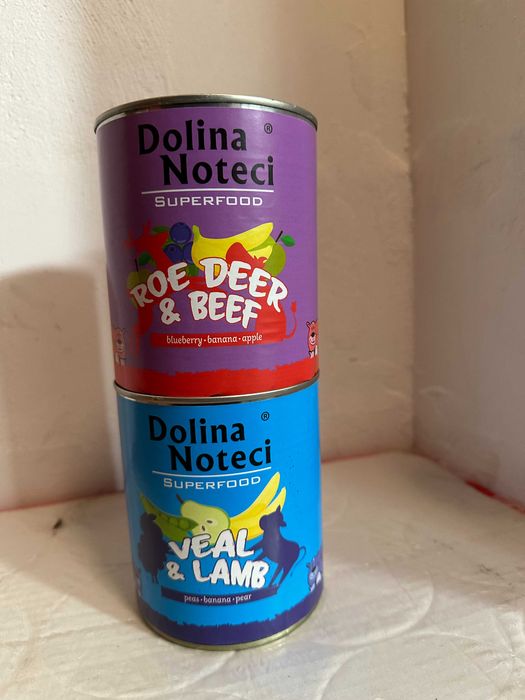 Dolina ®
Noteci
SUPERFOOD
ROE DEER
& BEEF
blueberry • banana • apple
Dolina ®
Noteci
SUPERFOOD
VEAL
& LAMB
peas • banana • pear